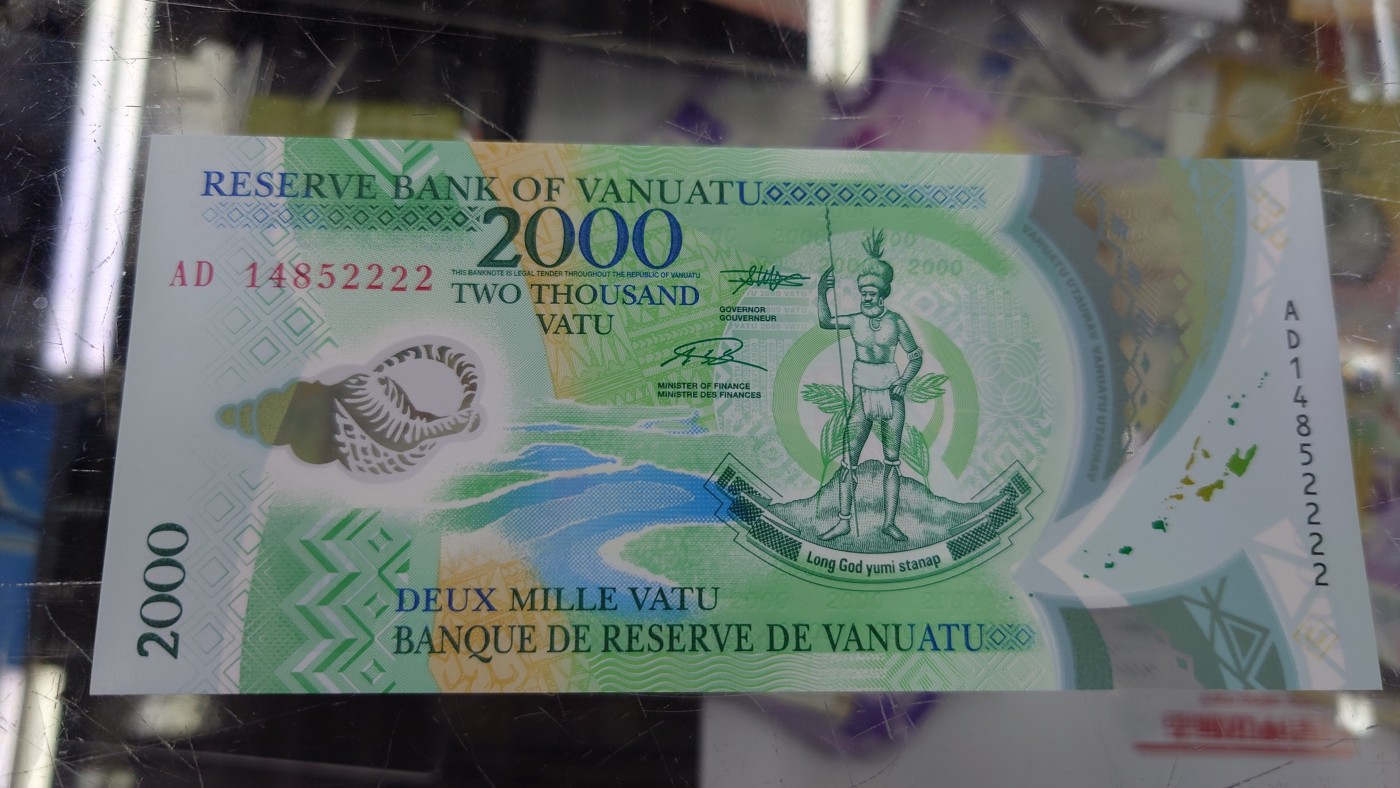 RESERVE BANK OF VANUATU
2000
THIS BANKNOTE IS LEGAL TENDER THROUGHOUT THE REPUBLIC OF VANUATU
AD 14852222
TWO THOUSAND
VATU
GOVERNOR
GOUVERNEUR
MINISTER OF FINANCE
MINISTRE DES FINANCES
AD14852222
2000
Long God yumi stanap
DEUX MILLE VATU
BANQUE DE RESERVE DE VANUATU